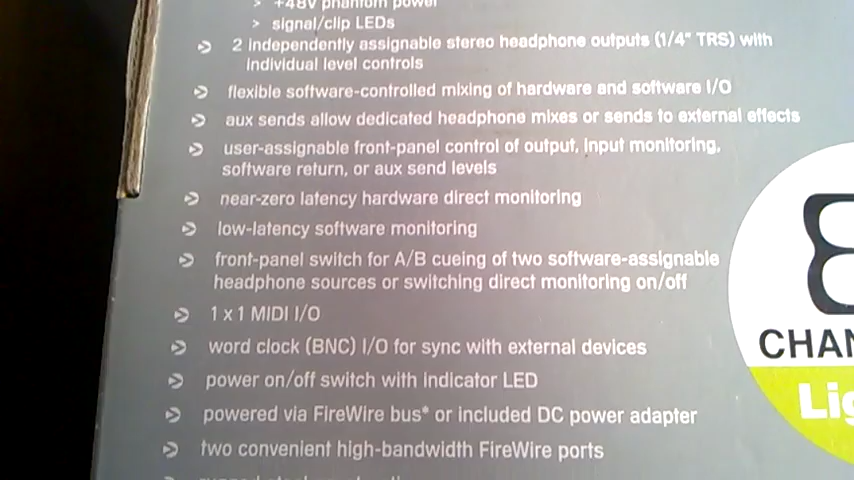 > +48V phantom power
> signal/clip LEDs
2 independently assignable stereo headphone outputs (1/4" TRS) with
individual level controls
flexible software-controlled mixing of hardware and software I/O
aux sends allow dedicated headphone mixes or sends to external effects
user-assignable front-panel control of output, input monitoring,
software return, or aux send levels
near-zero latency hardware direct monitoring
low-latency software monitoring
front-panel switch for A/B cueing of two software-assignable
headphone sources or switching direct monitoring on/off
1 x 1 MIDI I/O
word clock (BNC) I/O for sync with external devices
power on/off switch with indicator LED
powered via FireWire bus* or included DC power adapter
two convenient high-bandwidth FireWire ports
8
CHAN
Lig